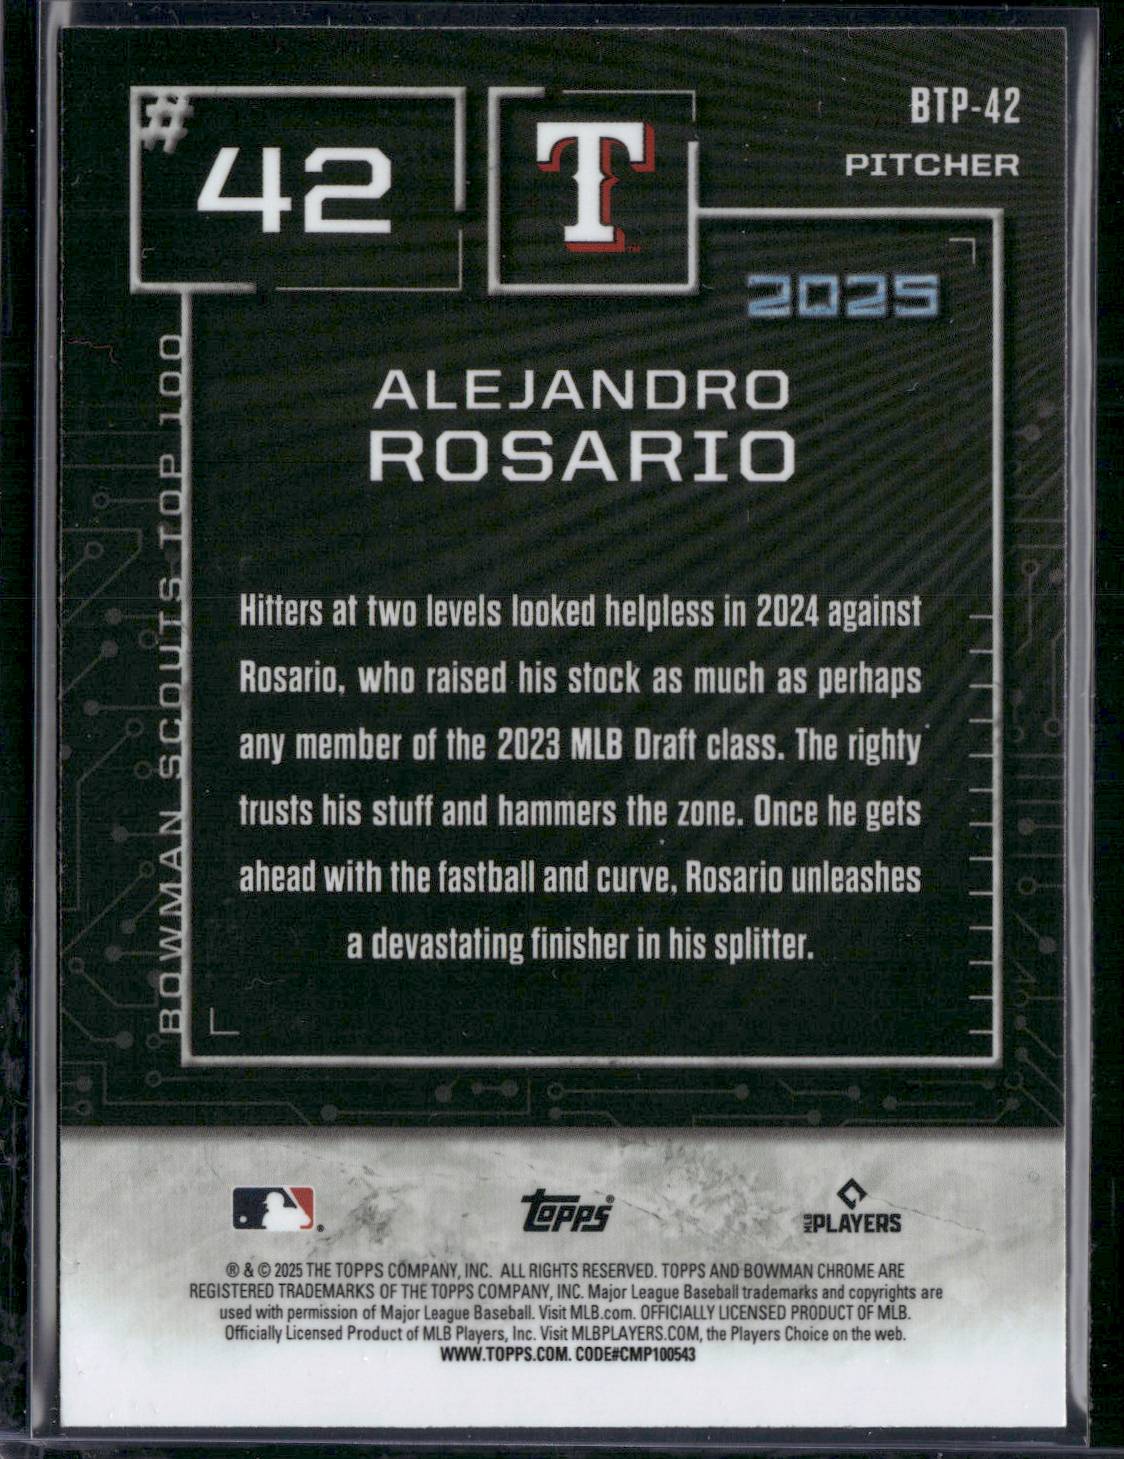 #
42
T
™
BTP-42
PITCHER
2025
BOWMAN SCOUTS TOP 100
ALEJANDRO
ROSARIO
Hitters at two levels looked helpless in 2024 against
Rosario, who raised his stock as much as perhaps
any member of the 2023 MLB Draft class. The righty
trusts his stuff and hammers the zone. Once he gets
ahead with the fastball and curve, Rosario unleashes
a devastating finisher in his splitter.
®
Topps®
MLB PLAYERS
® & © 2025 THE TOPPS COMPANY, INC. ALL RIGHTS RESERVED. TOPPS AND BOWMAN CHROME ARE
REGISTERED TRADEMARKS OF THE TOPPS COMPANY, INC. Major League Baseball trademarks and copyrights are
used with permission of Major League Baseball. Visit MLB.com. OFFICIALLY LICENSED PRODUCT OF MLB.
Officially Licensed Product of MLB Players, Inc. Visit MLBPLAYERS.COM, the Players Choice on the web.
WWW.TOPPS.COM. CODE#CMP100543